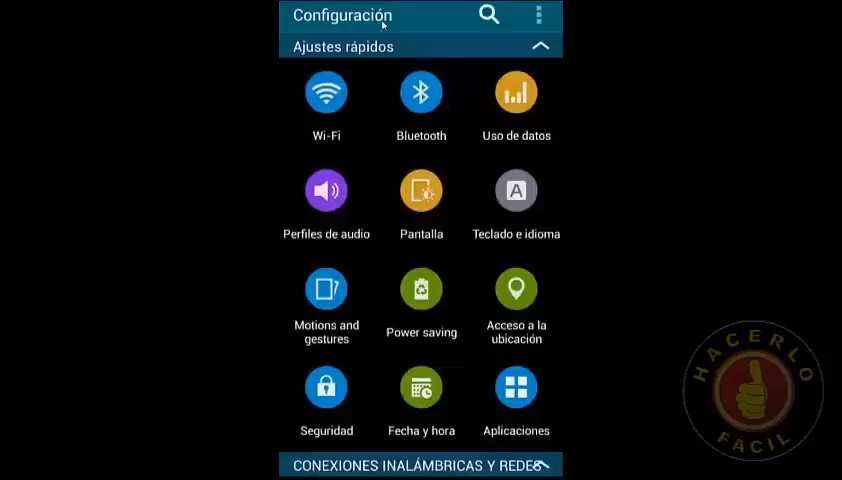 Configuración
Ajustes rápidos
Wi-Fi
Bluetooth
Uso de datos
A
Perfiles de audio
Pantalla
Teclado e idioma
Motions and
gestures
Power saving
Acceso a la
ubicación
Seguridad
Fecha y hora
Aplicaciones
CONEXIONES INALÁMBRICAS Y REDES
HACERLO
FÁCIL